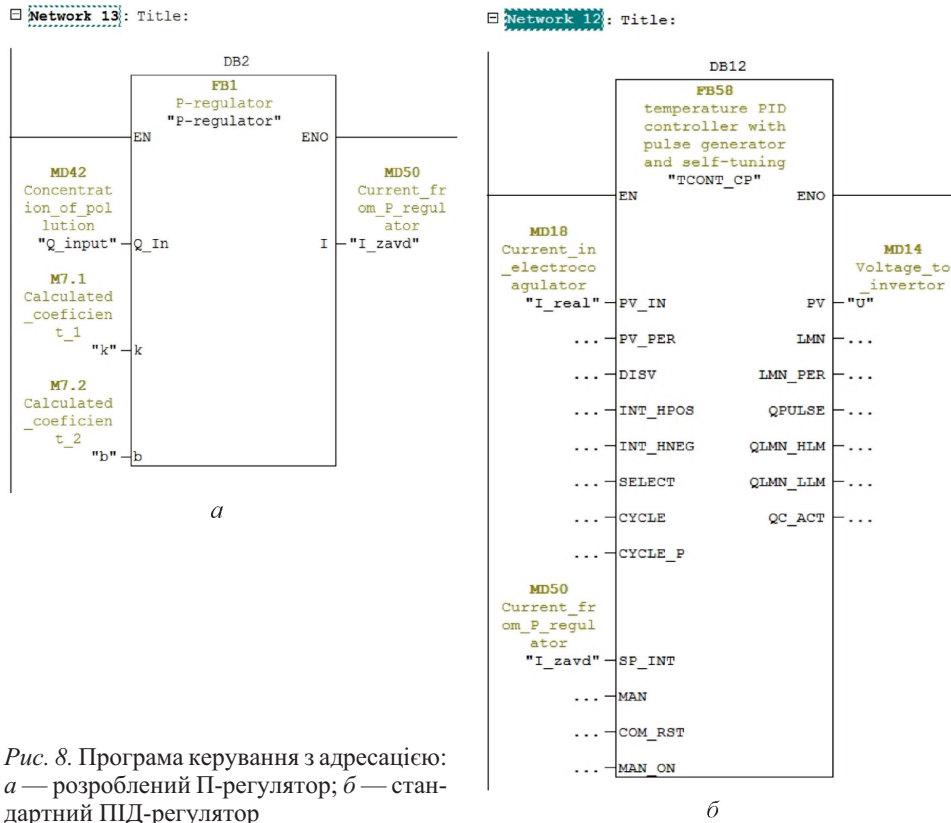 Network 13: Title:
DB2
FB1
P-regulator
"P-regulator"
EN
ENO
MD42
Concentrat
ion_of_pol
lution
"Q_input"
Q_In
MD50
Current_fr
om_P_regul
ator
I
"I_zavd"
M7.1
Calculated
_coeficien
t_1
"k"
k
M7.2
Calculated
_coeficien
t_2
"b"
b
а
Network 12: Title:
DB12
FB58
temperature PID
controller with
pulse generator
and self-tuning
"TCONT_CP"
EN
ENO
MD18
Current_in
_electroco
agulator
"I_real"
PV_IN
MD14
Voltage_to
_invertor
PV
"U"
... PV_PER
LMN ...
... DISV
LMN_PER ...
... INT_HPOS
QPULSE ...
... INT_HNEG
QLMN_HLM ...
... SELECT
QLMN_LLM ...
... CYCLE
QC_ACT ...
... CYCLE_P
MD50
Current_fr
om_P_regul
ator
"I_zavd"
SP_INT
... MAN
... COM_RST
... MAN_ON
б
Рис. 8. Програма керування з адресацією:
а — розроблений П-регулятор; б — стан-
дартний ПІД-регулятор